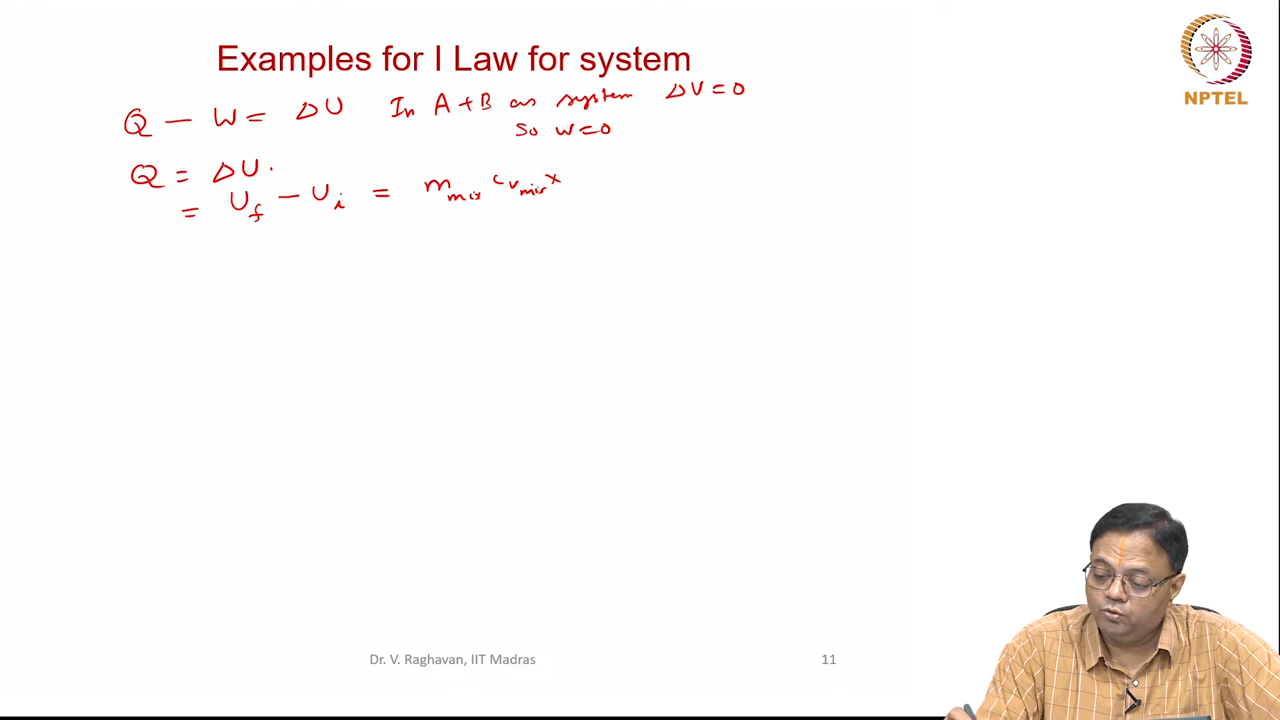 Examples for I Law for system
NPTEL
Q — W = ΔU In A+B as system ΔV=0
So W=0
Q = ΔU.
= U_f − U_i = m_mix c_v_mix ×
Dr. V. Raghavan, IIT Madras 11